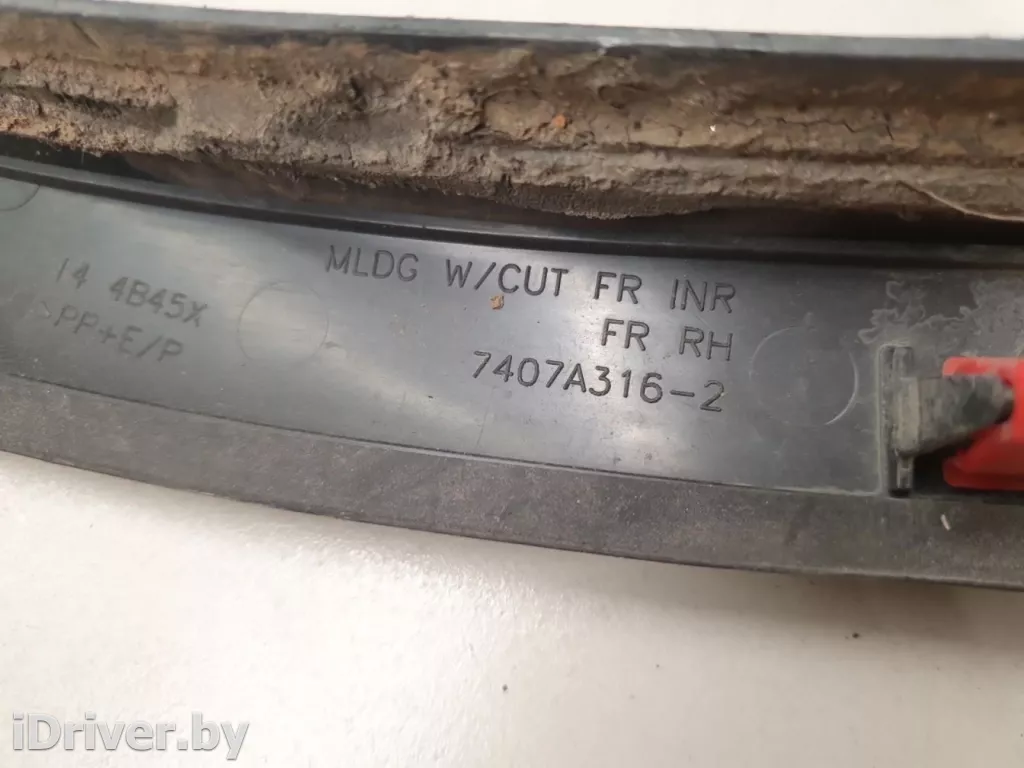 MLDG W/CUT FR INR
FR RH
7407A316-2
14 4B45X
>PP+E/P
iDriver.by